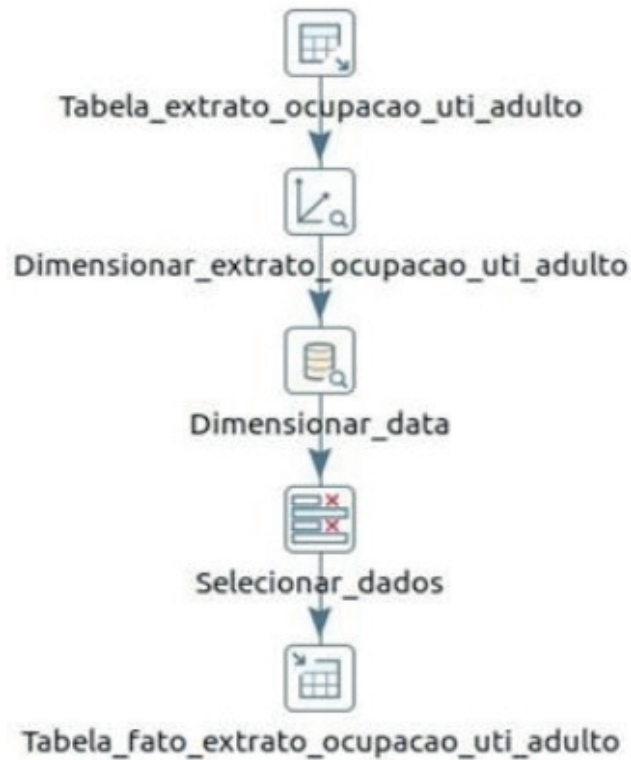 Tabela_extrato_ocupacao_uti_adulto
Dimensionar_extrato_ocupacao_uti_adulto
Dimensionar_data
Selecionar_dados
Tabela_fato_extrato_ocupacao_uti_adulto